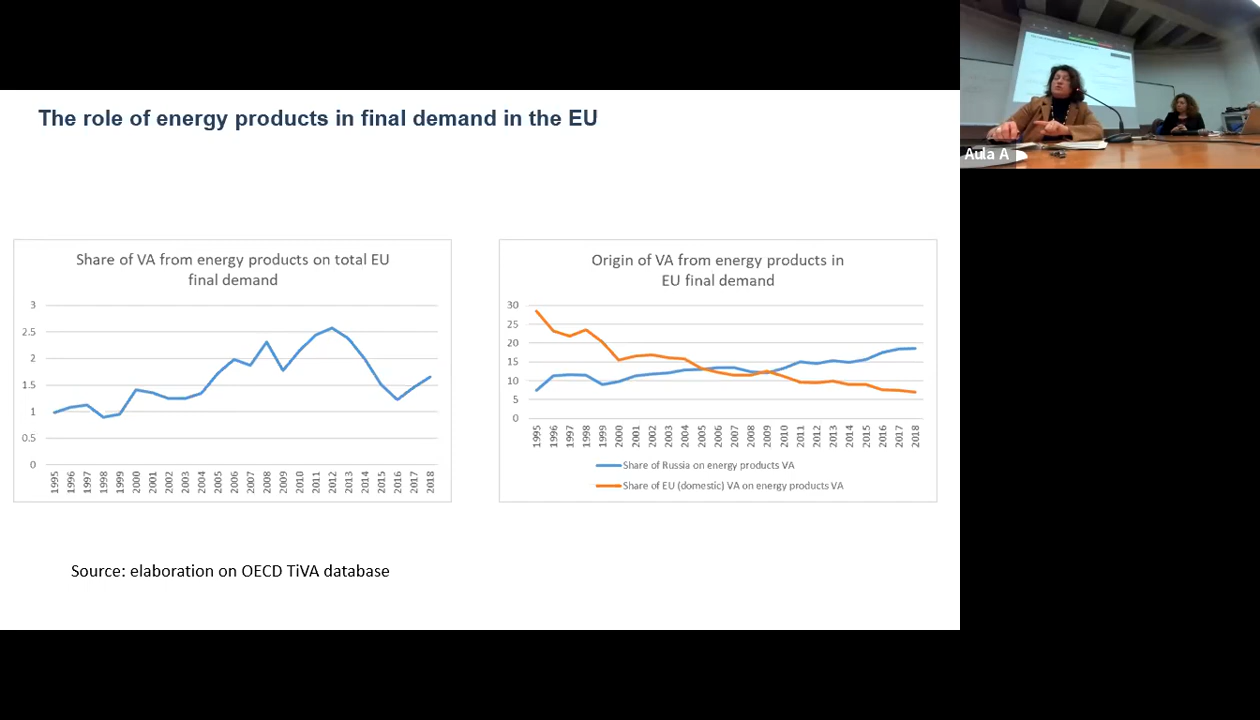 The role of energy products in final demand in the EU
Aula A
Share of VA from energy products on total EU
final demand
3
2.5
2
1.5
1
0.5
0
1995 1996 1997 1998 1999 2000 2001 2002 2003 2004 2005 2006 2007 2008 2009 2010 2011 2012 2013 2014 2015 2016 2017 2018
Origin of VA from energy products in
EU final demand
30
25
20
15
10
5
0
1995 1996 1997 1998 1999 2000 2001 2002 2003 2004 2005 2006 2007 2008 2009 2010 2011 2012 2013 2014 2015 2016 2017 2018
Share of Russia on energy products VA
Share of EU (domestic) VA on energy products VA
Source: elaboration on OECD TiVA database